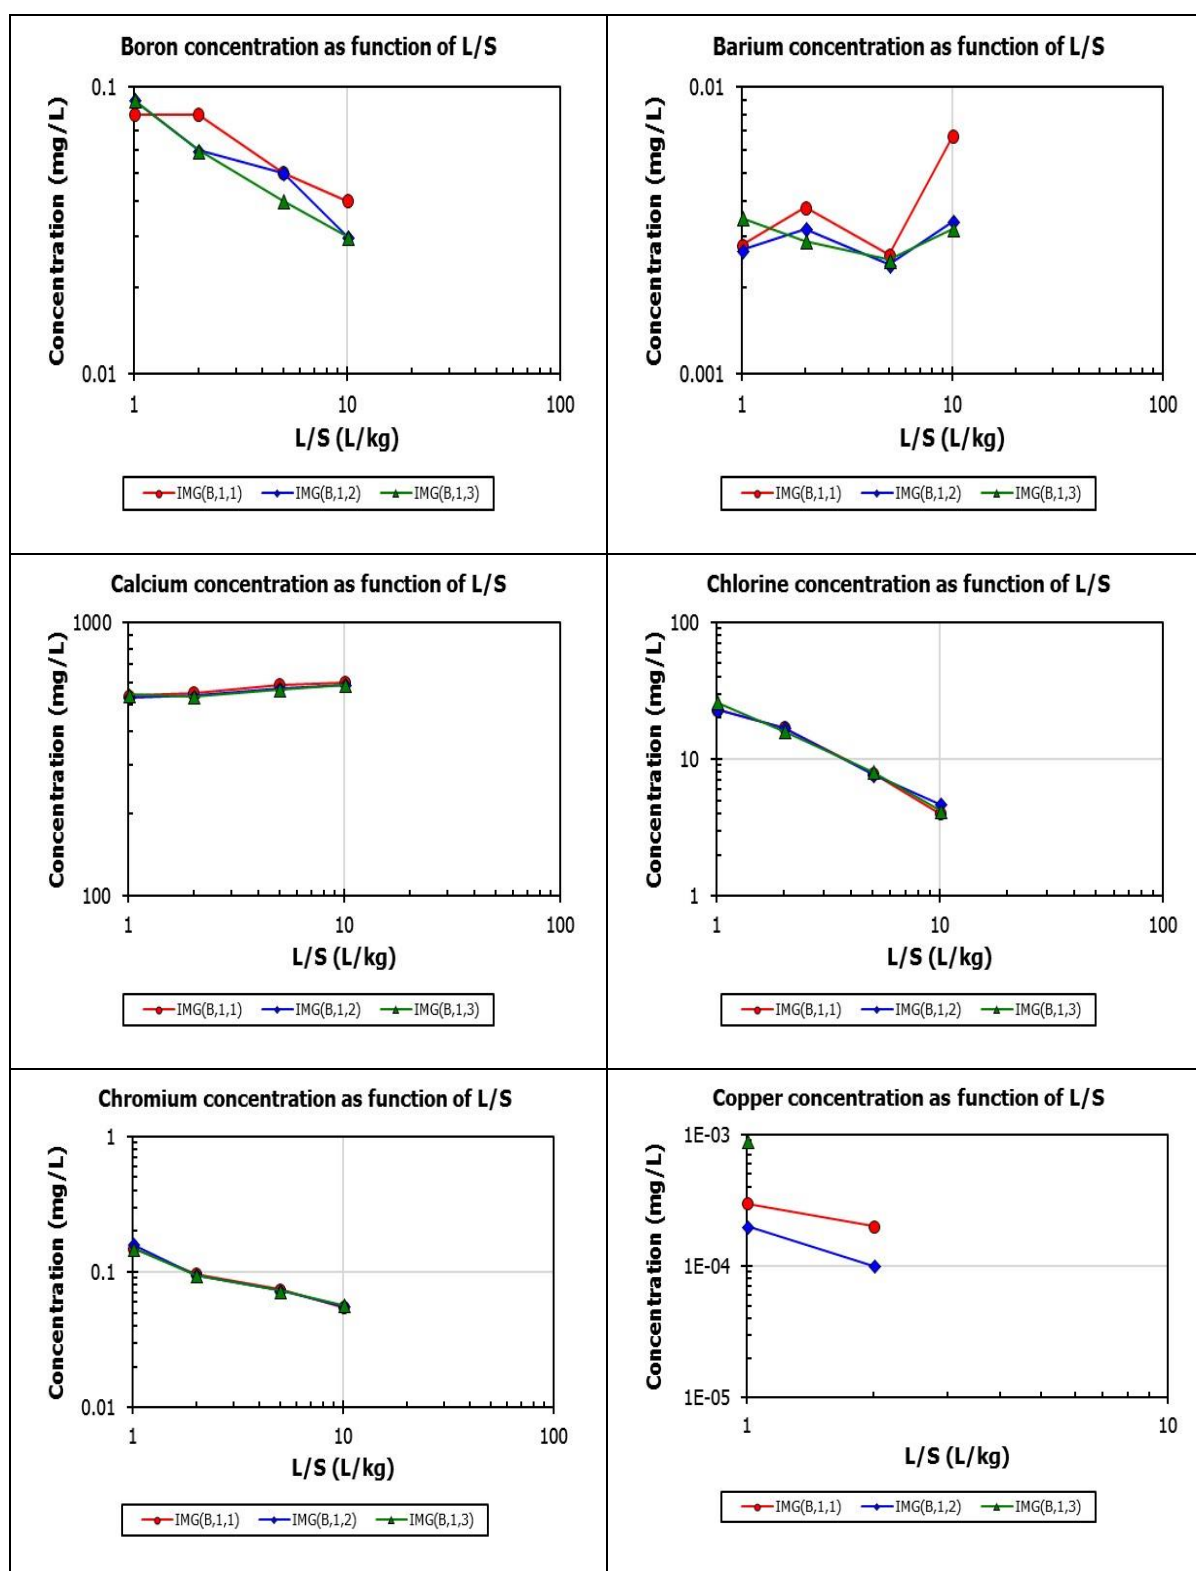 Boron concentration as function of L/S
Concentration (mg/L)
0.1
0.01
1 10 100
L/S (L/kg)
IMG(B,1,1) IMG(B,1,2) IMG(B,1,3)
Barium concentration as function of L/S
Concentration (mg/L)
0.01
0.001
1 10 100
L/S (L/kg)
IMG(B,1,1) IMG(B,1,2) IMG(B,1,3)
Calcium concentration as function of L/S
Concentration (mg/L)
1000
100
1 10 100
L/S (L/kg)
IMG(B,1,1) IMG(B,1,2) IMG(B,1,3)
Chlorine concentration as function of L/S
Concentration (mg/L)
100
10
1
1 10 100
L/S (L/kg)
IMG(B,1,1) IMG(B,1,2) IMG(B,1,3)
Chromium concentration as function of L/S
Concentration (mg/L)
1
0.1
0.01
1 10 100
L/S (L/kg)
IMG(B,1,1) IMG(B,1,2) IMG(B,1,3)
Copper concentration as function of L/S
Concentration (mg/L)
1E-03
1E-04
1E-05
1 10
L/S (L/kg)
IMG(B,1,1) IMG(B,1,2) IMG(B,1,3)